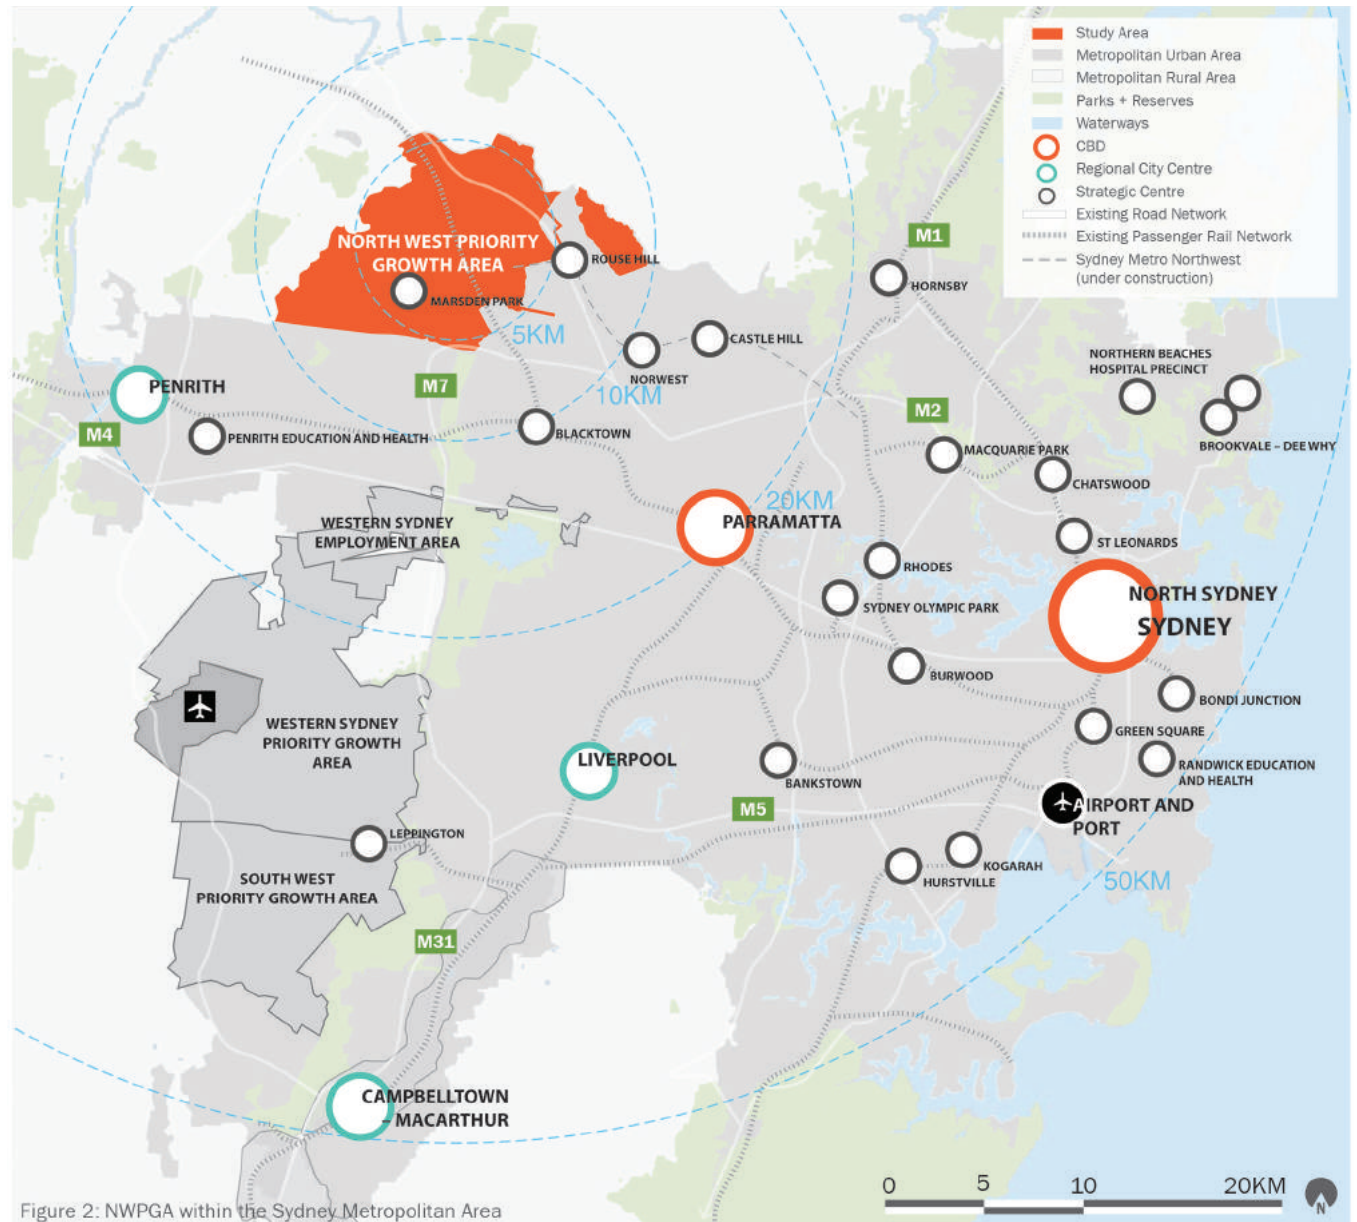 Study Area
Metropolitan Urban Area
Metropolitan Rural Area
Parks + Reserves
Waterways
CBD
Regional City Centre
Strategic Centre
Existing Road Network
Existing Passenger Rail Network
Sydney Metro Northwest
(under construction)
M1
NORTH WEST PRIORITY
GROWTH AREA
ROUSE HILL
MARSDEN PARK
HORNSBY
5KM
CASTLE HILL
NORWEST
NORTHERN BEACHES
HOSPITAL PRECINCT
PENRITH
M7
10KM
M2
M4
PENRITH EDUCATION AND HEALTH
BLACKTOWN
BROOKVALE – DEE WHY
MACQUARIE PARK
CHATSWOOD
20KM
PARRAMATTA
WESTERN SYDNEY
EMPLOYMENT AREA
ST LEONARDS
RHODES
SYDNEY OLYMPIC PARK
NORTH SYDNEY
SYDNEY
BURWOOD
BONDI JUNCTION
WESTERN SYDNEY
PRIORITY GROWTH
AREA
GREEN SQUARE
LIVERPOOL
BANKSTOWN
RANDWICK EDUCATION
AND HEALTH
M5
AIRPORT AND
PORT
LEPPINGTON
KOGARAH
HURSTVILLE
50KM
SOUTH WEST
PRIORITY GROWTH AREA
M31
CAMPBELLTOWN
– MACARTHUR
0 5 10 20KM
N
Figure 2: NWPGA within the Sydney Metropolitan Area